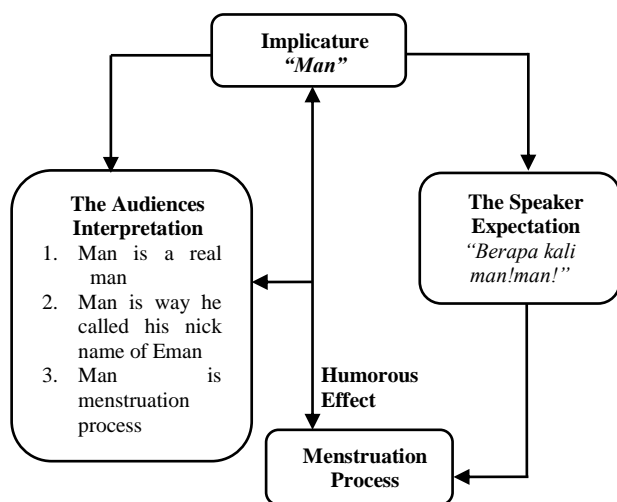 Implicature
“Man”
The Audiences
Interpretation
1. Man is a real
man
2. Man is way he
called his nick
name of Eman
3. Man is
menstruation
process
The Speaker
Expectation
“Berapa kali
man!man!”
Humorous
Effect
Menstruation
Process